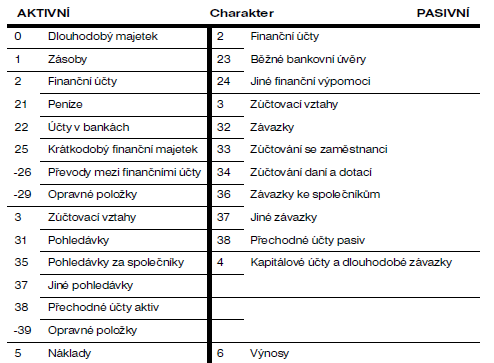 AKTIVNÍ Charakter PASIVNÍ
0 Dlouhodobý majetek 2 Finanční účty
1 Zásoby 23 Běžné bankovní úvěry
2 Finanční účty 24 Jiné finanční výpomoci
21 Peníze 3 Zúčtovací vztahy
22 Účty v bankách 32 Závazky
25 Krátkodobý finanční majetek 33 Zúčtování se zaměstnanci
-26 Převody mezi finančními účty 34 Zúčtování daní a dotací
-29 Opravné položky 36 Závazky ke společníkům
3 Zúčtovací vztahy 37 Jiné závazky
31 Pohledávky 38 Přechodné účty pasiv
35 Pohledávky za společníky 4 Kapitálové účty a dlouhodobé závazky
37 Jiné pohledávky
38 Přechodné účty aktiv
-39 Opravné položky
5 Náklady 6 Výnosy